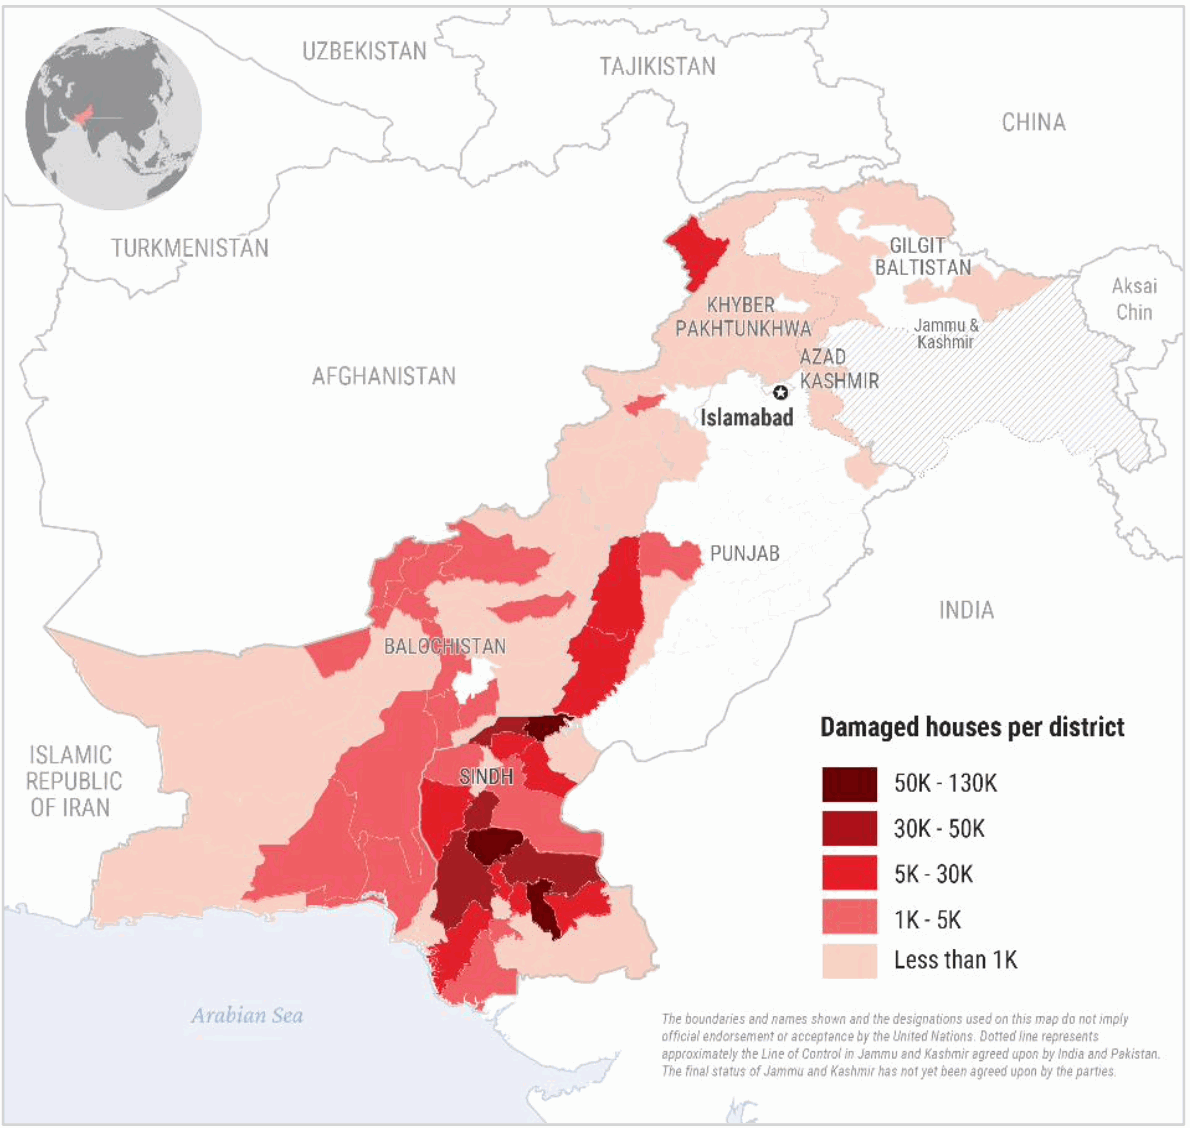 UZBEKISTAN
TAJIKISTAN
CHINA
TURKMENISTAN
GILGIT
BALTISTAN
Aksai
Chin
KHYBER
PAKHTUNKHWA
Jammu &
Kashmir
AZAD
KASHMIR
AFGHANISTAN
Islamabad
PUNJAB
INDIA
BALOCHISTAN
ISLAMIC
REPUBLIC
OF IRAN
SINDH
Arabian Sea
Damaged houses per district
50K - 130K
30K - 50K
5K - 30K
1K - 5K
Less than 1K
The boundaries and names shown and the designations used on this map do not imply
official endorsement or acceptance by the United Nations. Dotted line represents
approximately the Line of Control in Jammu and Kashmir agreed upon by India and Pakistan.
The final status of Jammu and Kashmir has not yet been agreed upon by the parties.